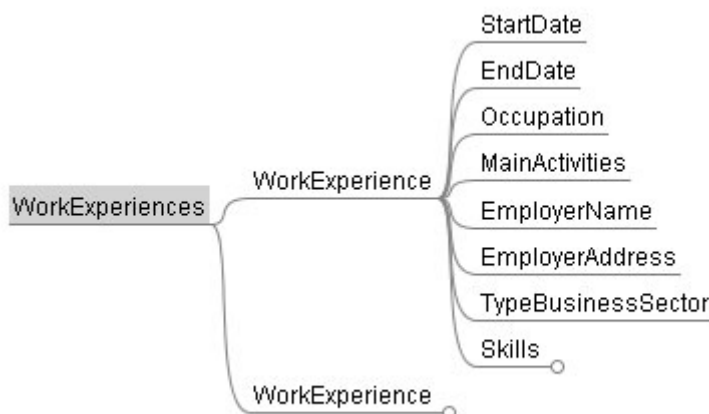 StartDate
EndDate
Occupation
MainActivities
WorkExperience
WorkExperiences
EmployerName
EmployerAddress
TypeBusinessSector
Skills
WorkExperience